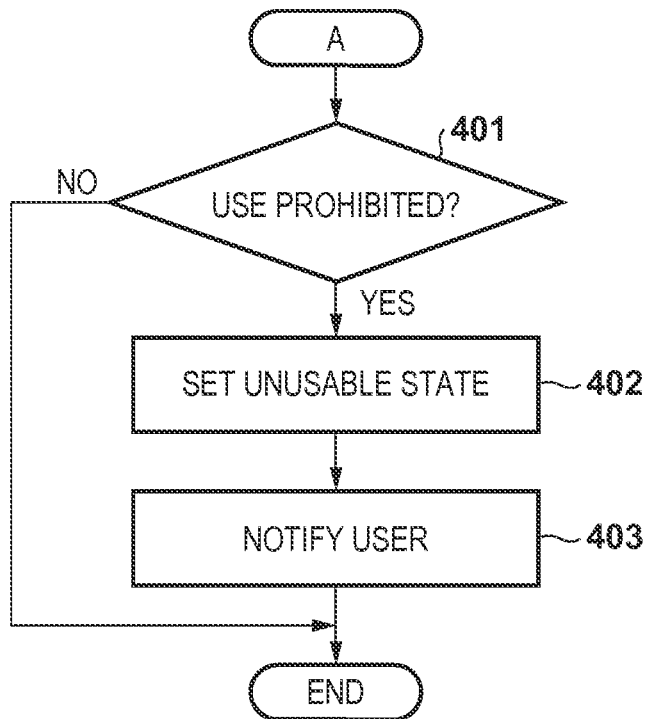 A
401
NO
USE PROHIBITED?
YES
SET UNUSABLE STATE
402
NOTIFY USER
403
END